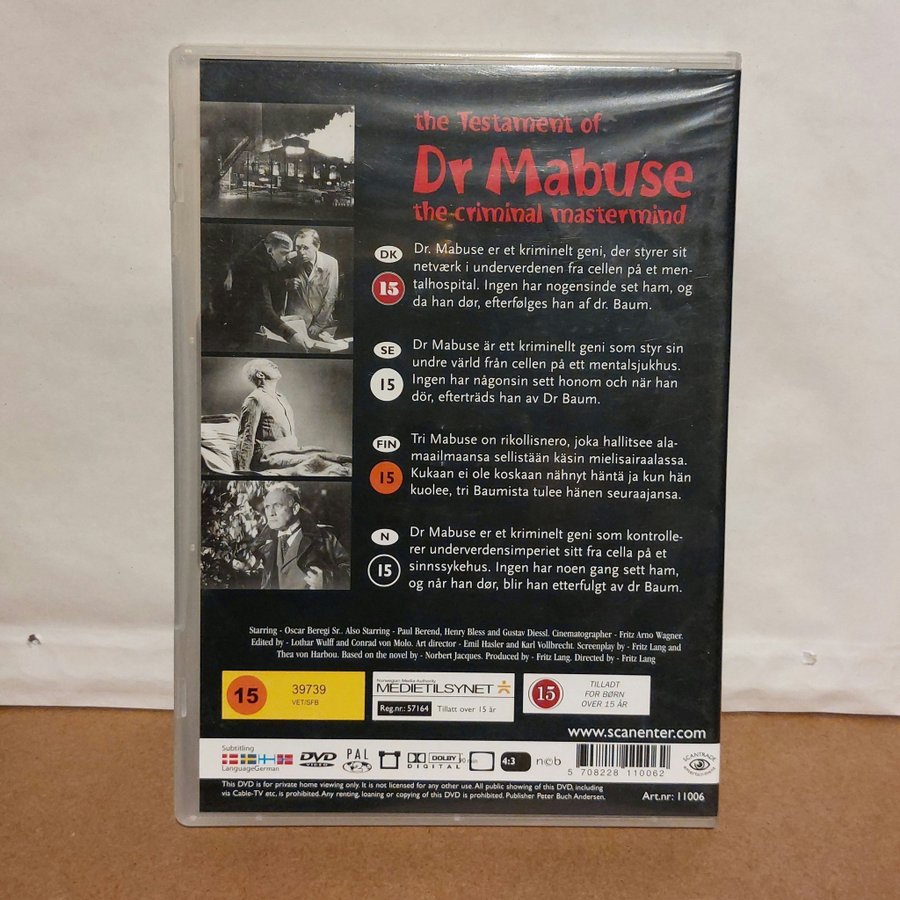 the Testament of
Dr Mabuse
the criminal mastermind
DK
15
Dr. Mabuse er et kriminelt geni, der styrer sit
netværk i underverdenen fra cellen på et men-
talhospital. Ingen har nogensinde set ham, og
da han dør, efterfølges han af dr. Baum.
SE
15
Dr Mabuse är ett kriminellt geni som styr sin
undre värld från cellen på ett mentalsjukhus.
Ingen har någonsin sett honom och när han
dör, efterträds han av Dr Baum.
FIN
15
Tri Mabuse on rikollisnero, joka hallitsee ala-
maailmaansa sellistään käsin mielisairaalassa.
Kukaan ei ole koskaan nähnyt häntä ja kun hän
kuolee, tri Baumista tulee hänen seuraajansa.
N
15
Dr Mabuse er et kriminelt geni som kontrolle-
rer underverdensimperiet sitt fra cella på et
sinnssykehus. Ingen har noen gang sett ham,
og når han dør, blir han etterfulgt av dr Baum.
Starring - Oscar Beregi Sr.. Also Starring - Paul Berend, Henry Bless and Gustav Diessl. Cinematographer - Fritz Arno Wagner.
Edited by - Lothar Wulff and Conrad von Molo. Art director - Emil Hasler and Karl Vollbrecht. Screenplay by - Fritz Lang and
Thea von Harbou. Based on the novel by - Norbert Jacques. Produced by - Fritz Lang. Directed by - Fritz Lang
15
39739
VET/SFB
Norwegian Media Authority
MEDIETILSYNET
Reg.nr.: 57164 Tillatt over 15 år
15
TILLADT
FOR BØRN
OVER 15 ÅR
www.scanenter.com
Subtitling
LanguageGerman
DVD
VIDEO
PAL
DOLBY
DIGITAL
min
4:3
ncb
5 708228 110062
SCANTRADE
Entertainment
This DVD is for private home viewing only. It is not licensed for any other use. All public showing of this DVD, including
via Cable-TV etc, is prohibited. Any renting, loaning or copying of this DVD is prohibited. Publisher Peter Buch Andersen.
Art.nr: 11006